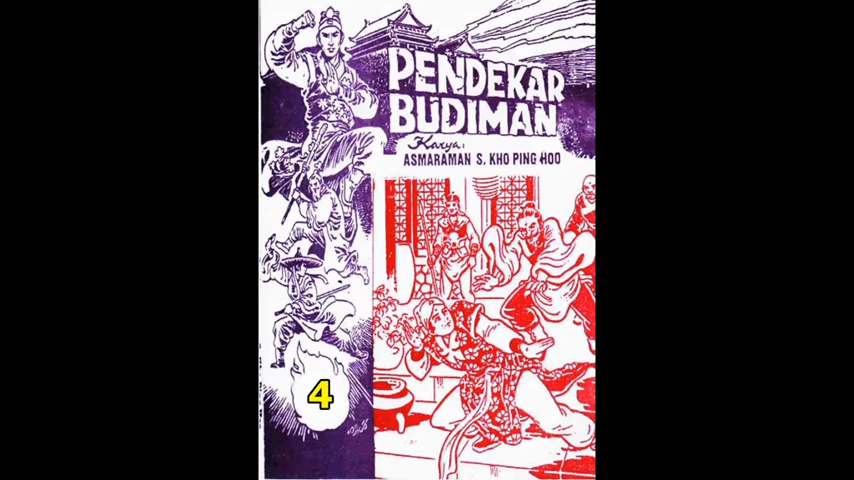 PENDEKAR
BUDIMAN
Karya:
ASMARAMAN S. KHO PING HOO
4